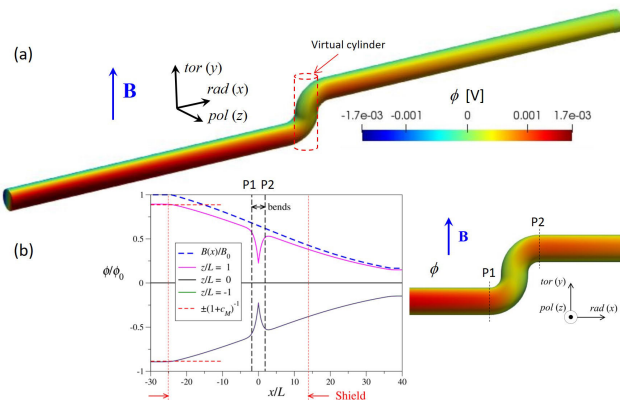 (a)
Virtual cylinder
tor (y)
rad (x)
pol (z)
B
ϕ [V]
-1.7e-03 -0.001 0 0.001 1.7e-03
P1 P2
bends
(b)
1
0.5
0
-0.5
-1
ϕ/ϕ0
B(x)/B0
z/L = 1
z/L = 0
z/L = -1
±(1+cM)-1
-30 -20 -10 0 10 20 30 40
x/L
Shield
B
P2
ϕ
P1
tor (y)
pol (z)
rad (x)